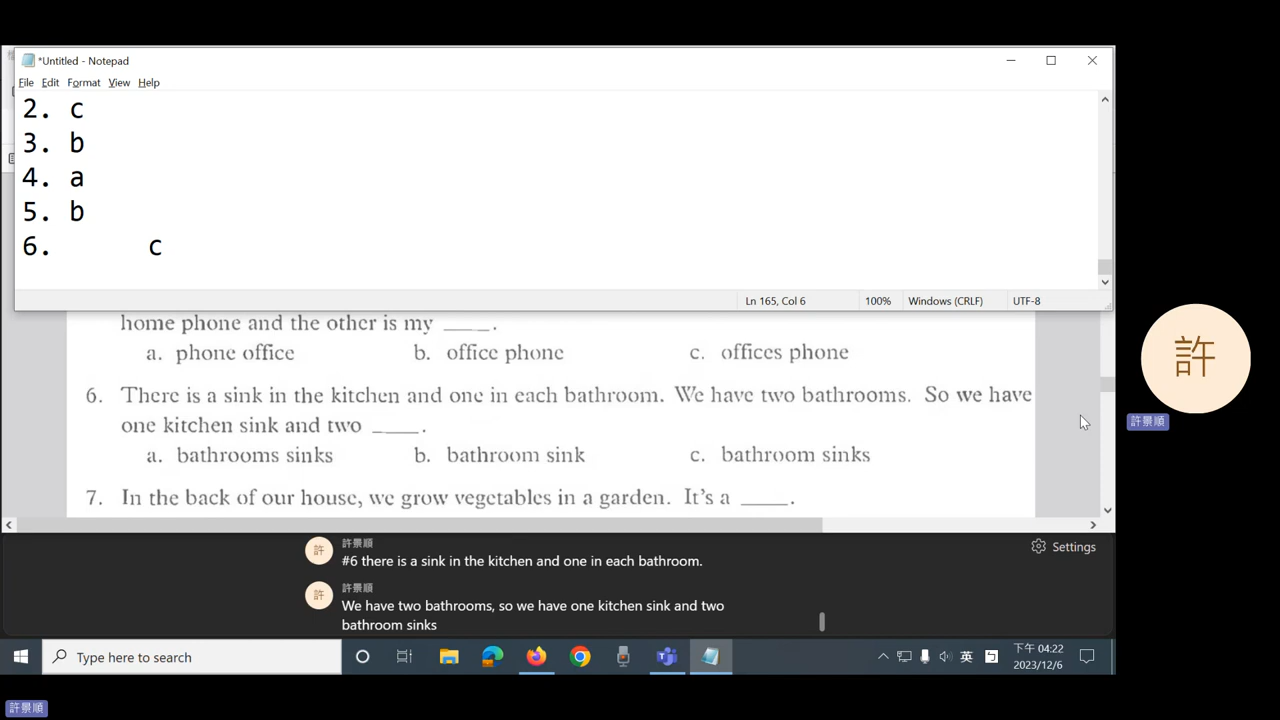 *Untitled - Notepad
File Edit Format View Help
2. c
3. b
4. a
5. b
6. c
Ln 165, Col 6 100% Windows (CRLF) UTF-8
home phone and the other is my ____.
a. phone office b. office phone c. offices phone
6. There is a sink in the kitchen and one in each bathroom. We have two bathrooms. So we have
one kitchen sink and two ____.
a. bathrooms sinks b. bathroom sink c. bathroom sinks
7. In the back of our house, we grow vegetables in a garden. It's a ____.
許
許景順
許
許景順
#6 there is a sink in the kitchen and one in each bathroom.
Settings
許
許景順
We have two bathrooms, so we have one kitchen sink and two
bathroom sinks
Type here to search
英
下午 04:22
2023/12/6
許景順